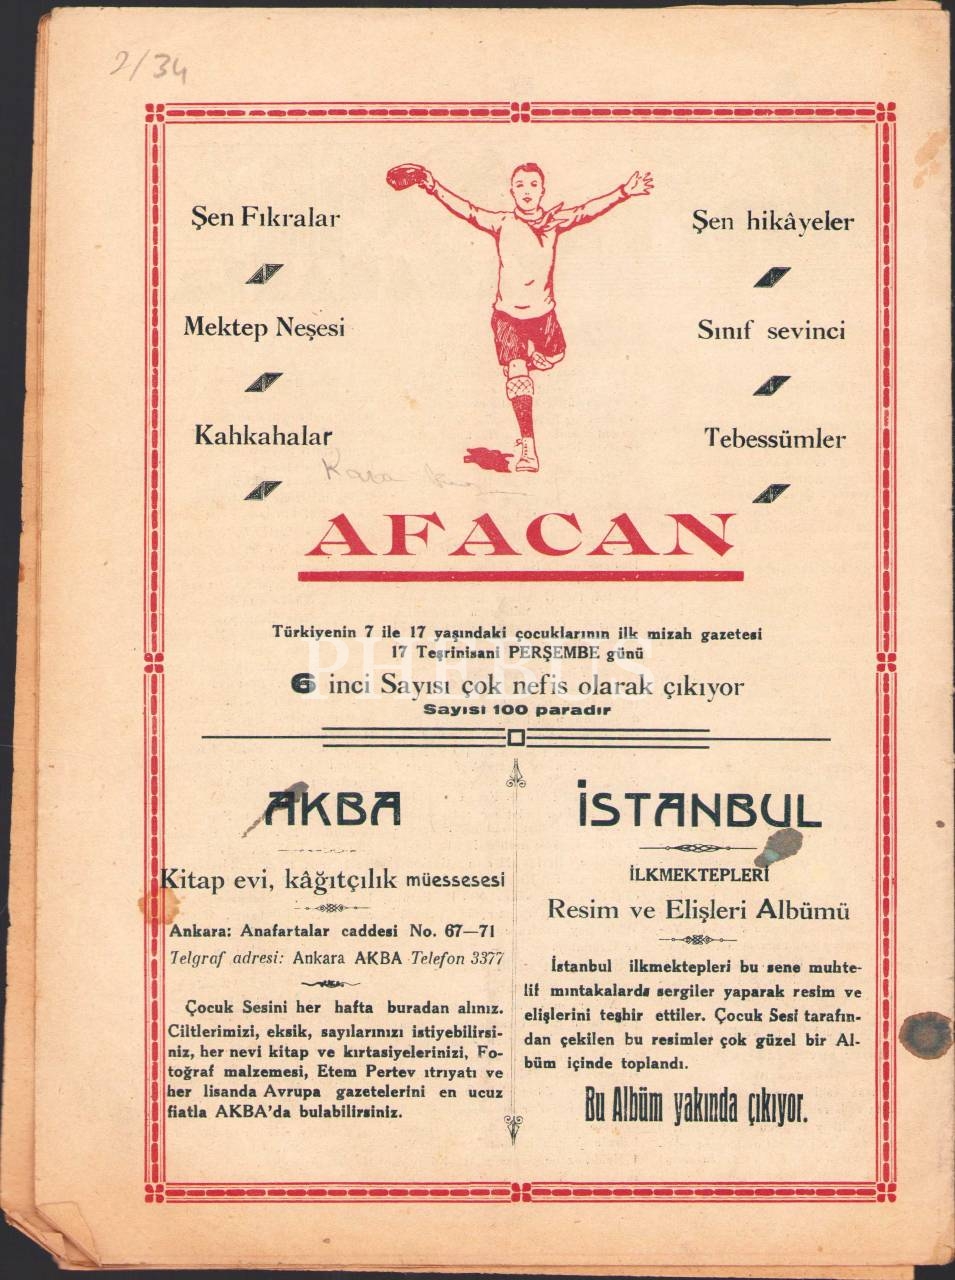 2/34
Şen Fıkralar
Mektep Neşesi
Kahkahalar
Şen hikâyeler
Sınıf sevinci
Tebessümler
AFACAN
Türkiyenin 7 ile 17 yaşındaki çocuklarının ilk mizah gazetesi
17 Teşrinisani PERŞEMBE günü
6 inci Sayısı çok nefis olarak çıkıyor
Sayısı 100 paradır
PHEBUS
AKBA
Kitap evi, kâğıtçılık müessesesi
Ankara: Anafartalar caddesi No. 67—71
Telgraf adresi: Ankara AKBA Telefon 3377
Çocuk Sesini her hafta buradan alınız.
Ciltlerimizi, eksik, sayılarınızı istiyebilirsi-
niz, her nevi kitap ve kırtasiyelerinizi, Fo-
toğraf malzemesi, Etem Pertev ıtrıyatı ve
her lisanda Avrupa gazetelerini en ucuz
fiatla AKBA'da bulabilirsiniz.
İSTANBUL
İLKMEKTEPLERİ
Resim ve Elişleri Albümü
İstanbul ilkmektepleri bu sene muhte-
lif mıntakalarda sergiler yaparak resim ve
elişlerini teşhir ettiler. Çocuk Sesi tarafın-
dan çekilen bu resimler çok güzel bir Al-
büm içinde toplandı.
Bu Albüm yakında çıkıyor.